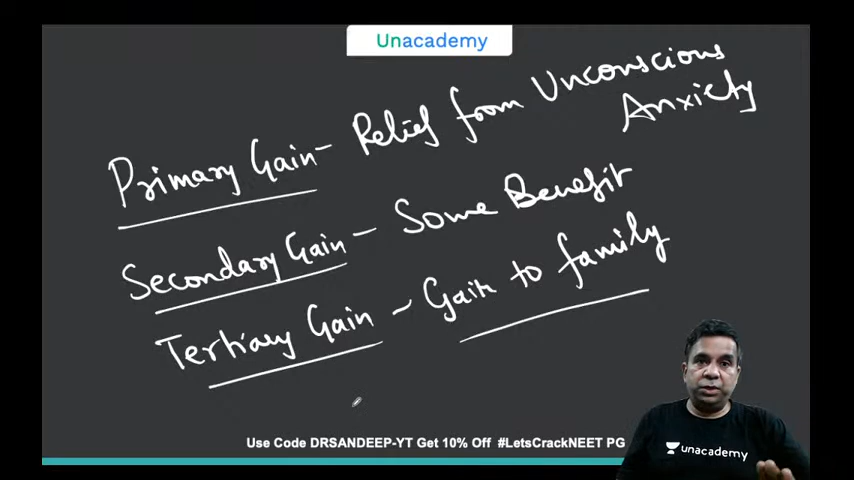 Unacademy
Primary Gain - Relief from Unconscious
Anxiety
Secondary Gain - Some Benefit
Tertiary Gain - Gain to family
Use Code DRSANDEEP-YT Get 10% Off #LetsCrackNEET PG
unacademy